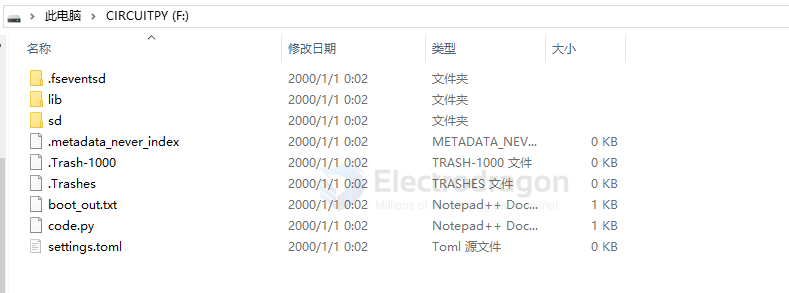 此电脑 > CIRCUITPY (F:)
名称 修改日期 类型 大小
.fseventsd 2000/1/1 0:02 文件夹
lib 2000/1/1 0:02 文件夹
sd 2000/1/1 0:02 文件夹
.metadata_never_index 2000/1/1 0:02 METADATA_NEV... 0 KB
.Trash-1000 2000/1/1 0:02 TRASH-1000 文件 0 KB
.Trashes 2000/1/1 0:02 TRASHES 文件 0 KB
Electrodragon
boot_out.txt 2000/1/1 0:02 Notepad++ Doc... 1 KB
Millions of
code.py 2000/1/1 0:02 Notepad++ Doc... 1 KB
settings.toml 2000/1/1 0:02 Toml 源文件 0 KB